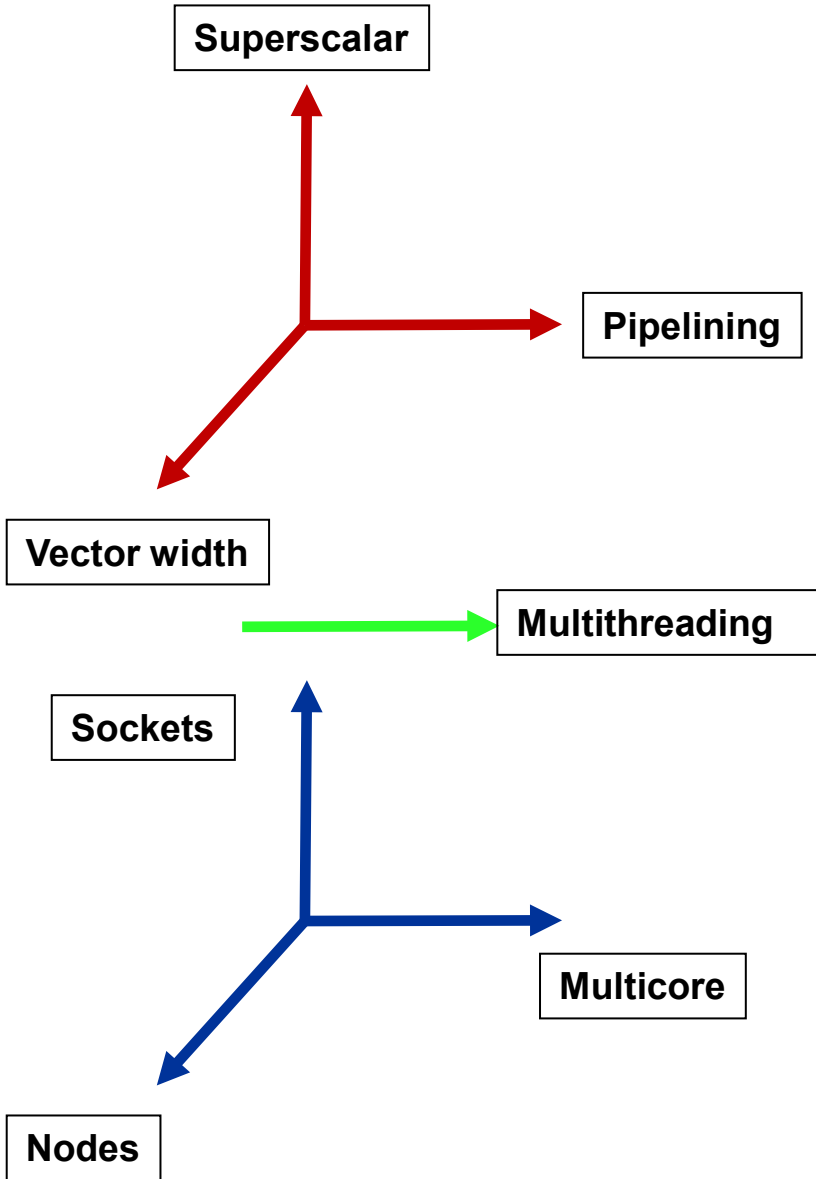 Superscalar
Pipelining
Vector width
Multithreading
Sockets
Multicore
Nodes